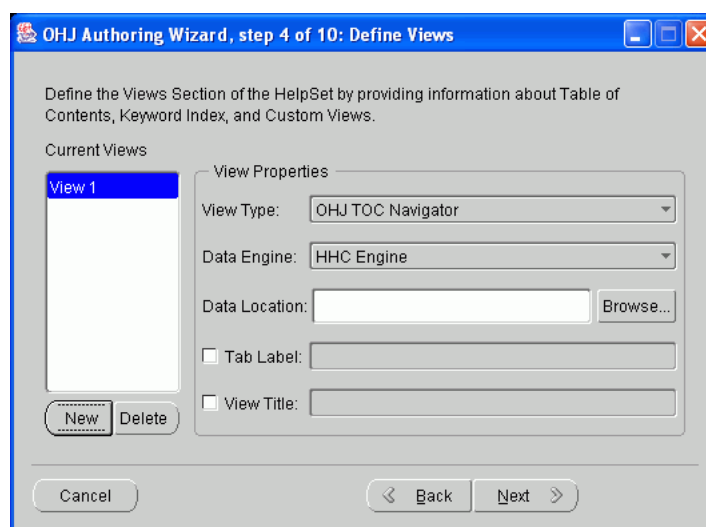 OHJ Authoring Wizard, step 4 of 10: Define Views
Define the Views Section of the HelpSet by providing information about Table of
Contents, Keyword Index, and Custom Views.
Current Views
View 1
View Properties
View Type: OHJ TOC Navigator
Data Engine: HHC Engine
Data Location: Browse...
Tab Label:
View Title:
New Delete
Cancel Back Next